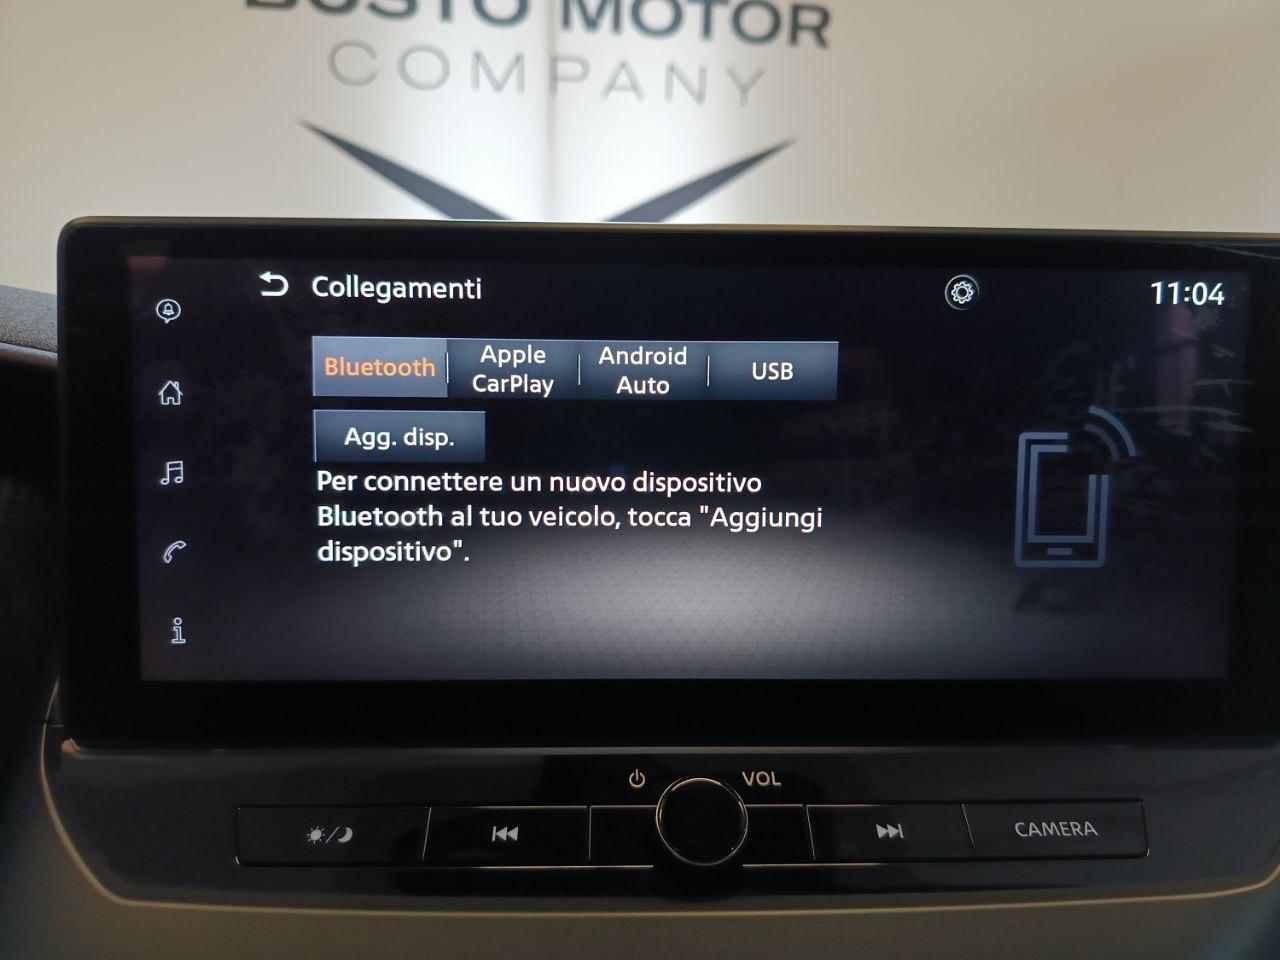 BUSTO MOTOR
COMPANY
Collegamenti
11:04
Bluetooth
Apple
CarPlay
Android
Auto
USB
Agg. disp.
Per connettere un nuovo dispositivo
Bluetooth al tuo veicolo, tocca "Aggiungi
dispositivo".
VOL
CAMERA